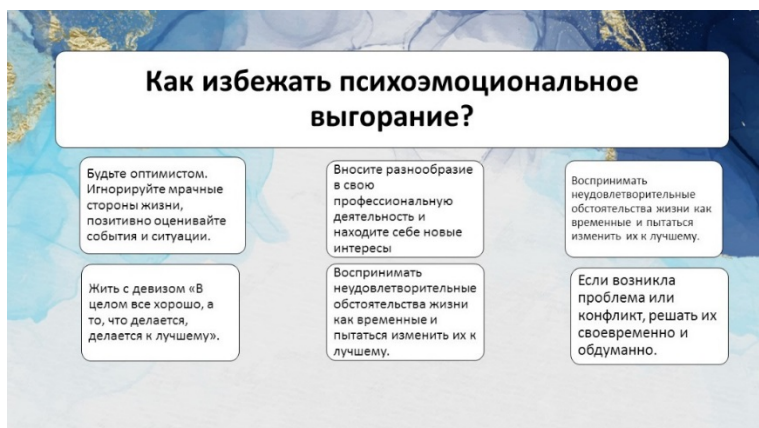 Как избежать психоэмоциональное
выгорание?
Будьте оптимистом.
Игнорируйте мрачные
стороны жизни,
позитивно оценивайте
события и ситуации.
Вносите разнообразие
в свою
профессиональную
деятельность и
находите себе новые
интересы
Воспринимать
неудовлетворительные
обстоятельства жизни как
временные и пытаться
изменить их к лучшему.
Жить с девизом «В
целом все хорошо, а
то, что делается,
делается к лучшему».
Воспринимать
неудовлетворительные
обстоятельства жизни
как временные и
пытаться изменить их к
лучшему.
Если возникла
проблема или
конфликт, решать их
своевременно и
обдуманно.